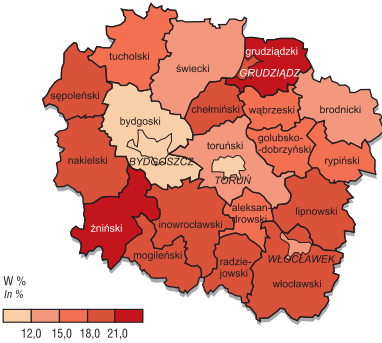 grudziądzki
tucholski
GRUDZIĄDZ
świecki
sępoleński
chełmiński
wąbrzeski
brodnicki
bydgoski
golubsko-
dobrzyński
toruński
BYDGOSZCZ
nakielski
rypiński
TORUŃ
aleksan-
drowski
lipnowski
żniński
inowrocławski
mogileński
radzie-
jowski
WŁOCŁAWEK
włocławski
W %
In %
12,0 15,0 18,0 21,0